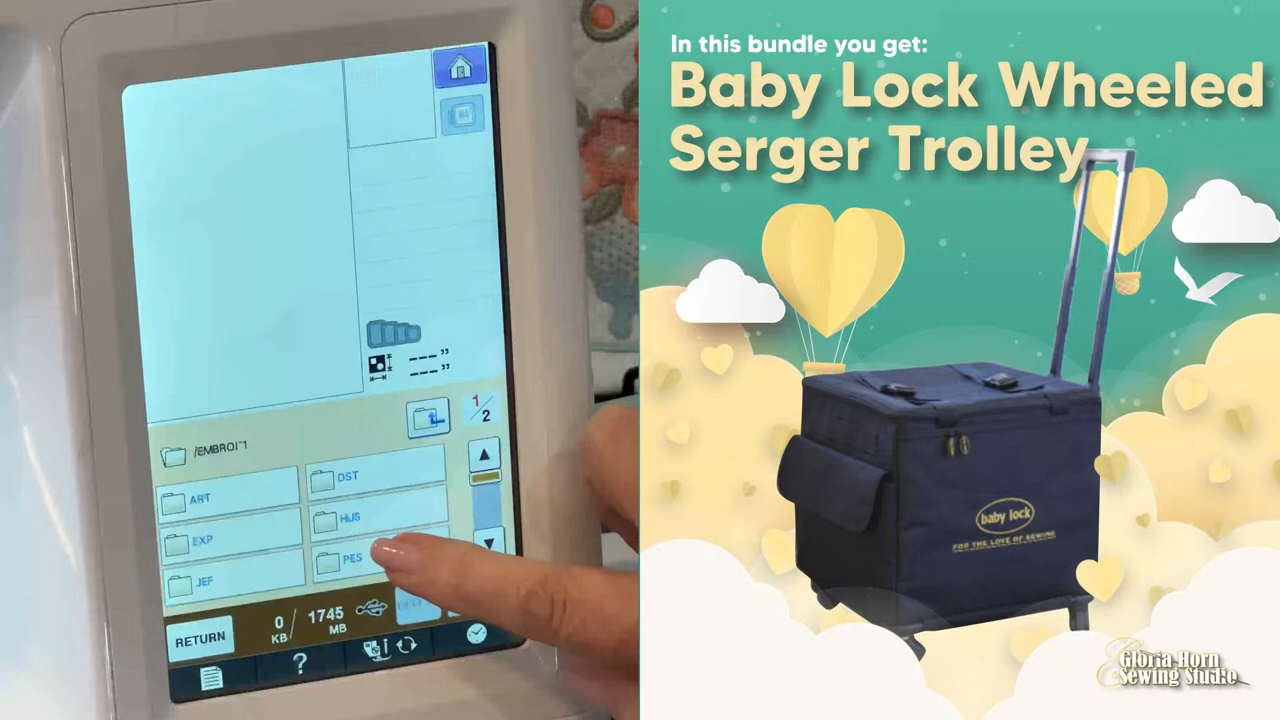 1/2
/EMBROI~1
ART
DST
HUS
EXP
PES
JEF
RETURN
0 KB / 1745 MB
?
In this bundle you get:
Baby Lock Wheeled
Serger Trolley
baby lock
FOR THE LOVE OF SEWING
Gloria Horn
Sewing Studio